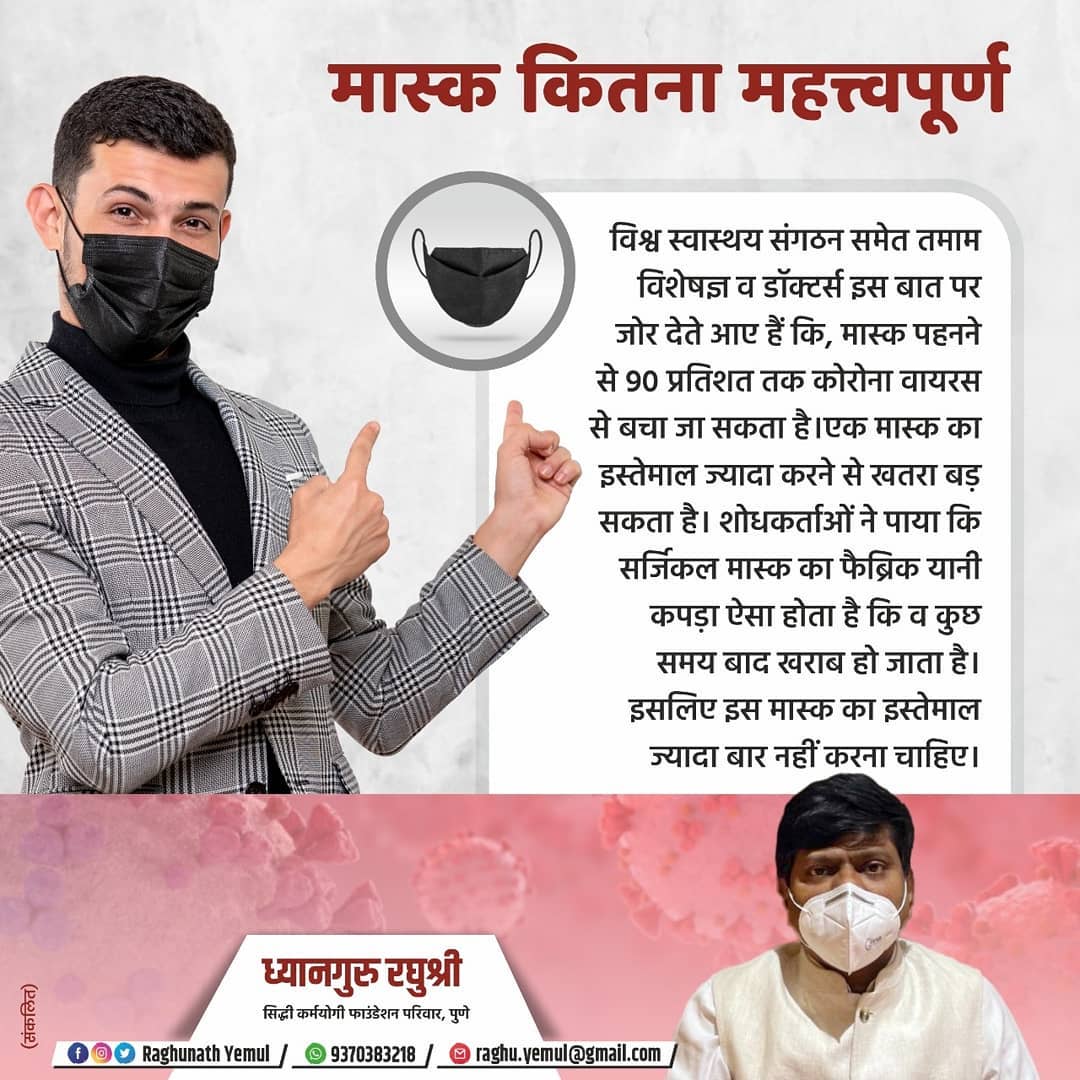 मास्क कितना महत्त्वपूर्ण
विश्व स्वास्थय संगठन समेत तमाम
विशेषज्ञ व डॉक्टर्स इस बात पर
जोर देते आए हैं कि, मास्क पहनने
से 90 प्रतिशत तक कोरोना वायरस
से बचा जा सकता है।एक मास्क का
इस्तेमाल ज्यादा करने से खतरा बड़
सकता है। शोधकर्ताओं ने पाया कि
सर्जिकल मास्क का फैब्रिक यानी
कपड़ा ऐसा होता है कि व कुछ
समय बाद खराब हो जाता है।
इसलिए इस मास्क का इस्तेमाल
ज्यादा बार नहीं करना चाहिए।
ध्यानगुरु रघुश्री
सिद्धी कर्मयोगी फाउंडेशन परिवार, पुणे
(संकलित)
Raghunath Yemul / 9370383218 / raghu.yemul@gmail.com